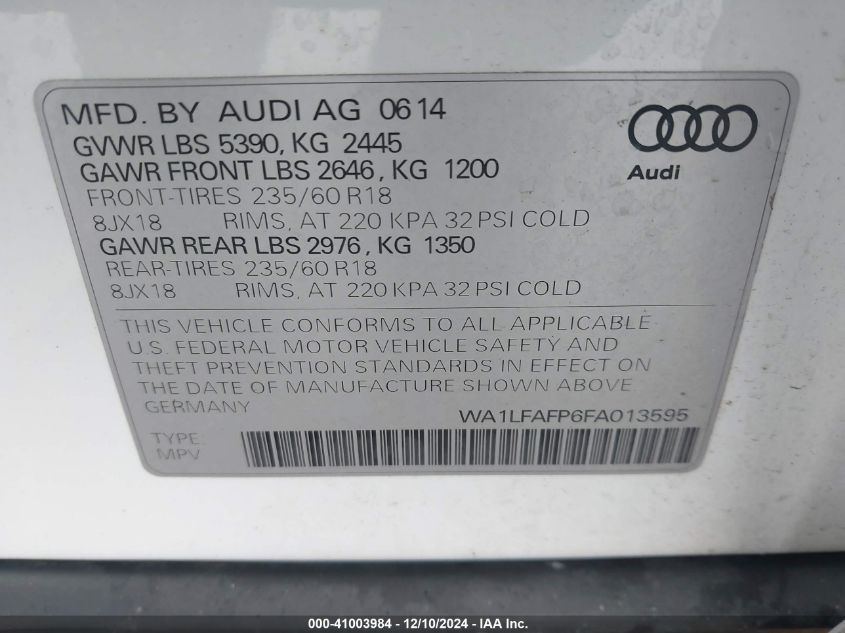 MFD. BY AUDI AG 0614
GVWR LBS 5390, KG 2445
GAWR FRONT LBS 2646, KG 1200
FRONT-TIRES 235/60 R18
8JX18 RIMS, AT 220 KPA 32 PSI COLD
GAWR REAR LBS 2976, KG 1350
REAR-TIRES 235/60 R18
8JX18 RIMS, AT 220 KPA 32 PSI COLD
Audi
THIS VEHICLE CONFORMS TO ALL APPLICABLE
U.S. FEDERAL MOTOR VEHICLE SAFETY AND
THEFT PREVENTION STANDARDS IN EFFECT ON
THE DATE OF MANUFACTURE SHOWN ABOVE.
GERMANY WA1LFAFP6FA013595
TYPE:
MPV
000-41003984 - 12/10/2024 - IAA Inc.